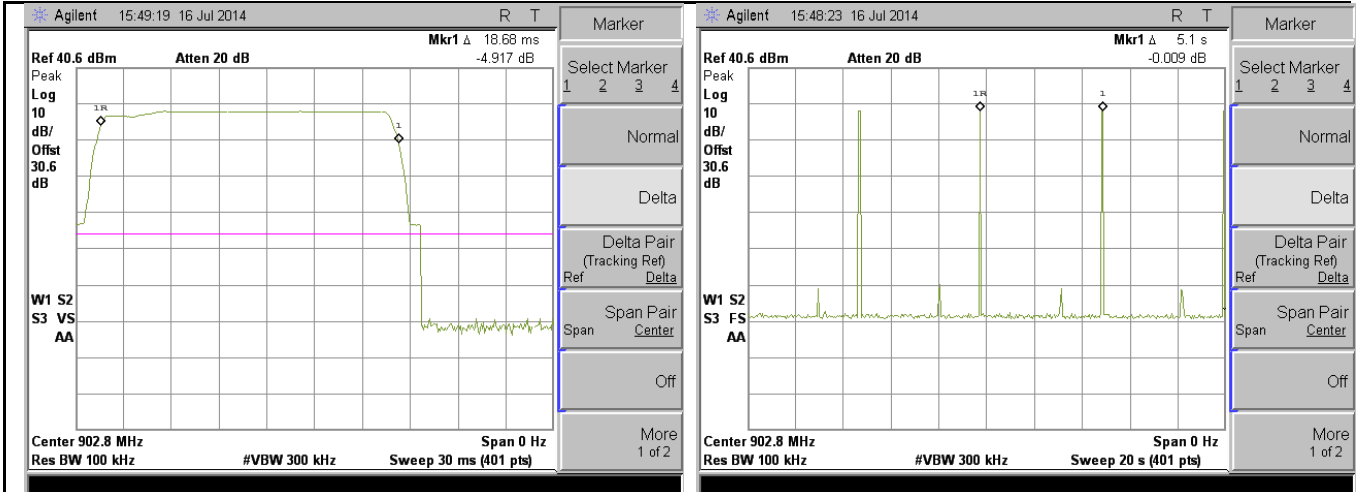 Agilent 15:49:19 16 Jul 2014 R T
Mkr1 Δ 18.68 ms
Ref 40.6 dBm Atten 20 dB -4.917 dB
Peak
Log
10
dB/
Offst
30.6
dB
1R
1
W1 S2
S3 VS
AA
Center 902.8 MHz Span 0 Hz
Res BW 100 kHz #VBW 300 kHz Sweep 30 ms (401 pts)
Marker
Select Marker
1 2 3 4
Normal
Delta
Delta Pair
(Tracking Ref)
Ref Delta
Span Pair
Span Center
Off
More
1 of 2
Agilent 15:48:23 16 Jul 2014 R T
Mkr1 Δ 5.1 s
Ref 40.6 dBm Atten 20 dB -0.009 dB
Peak
Log
10
dB/
Offst
30.6
dB
1R
1
W1 S2
S3 FS
AA
Center 902.8 MHz Span 0 Hz
Res BW 100 kHz #VBW 300 kHz Sweep 20 s (401 pts)
Marker
Select Marker
1 2 3 4
Normal
Delta
Delta Pair
(Tracking Ref)
Ref Delta
Span Pair
Span Center
Off
More
1 of 2